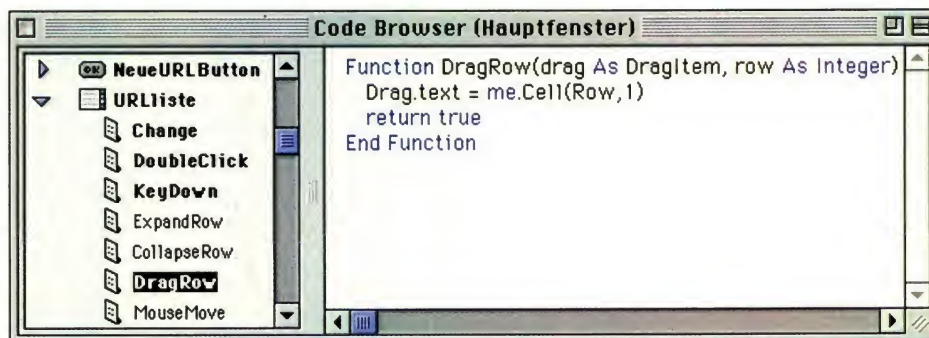 Code Browser (Hauptfenster)
OK NeueURLButton
URLliste
Change
DoubleClick
KeyDown
ExpandRow
CollapseRow
DragRow
MouseMove
Function DragRow(drag As DragItem, row As Integer)
Drag.text = me.Cell(Row,1)
return true
End Function